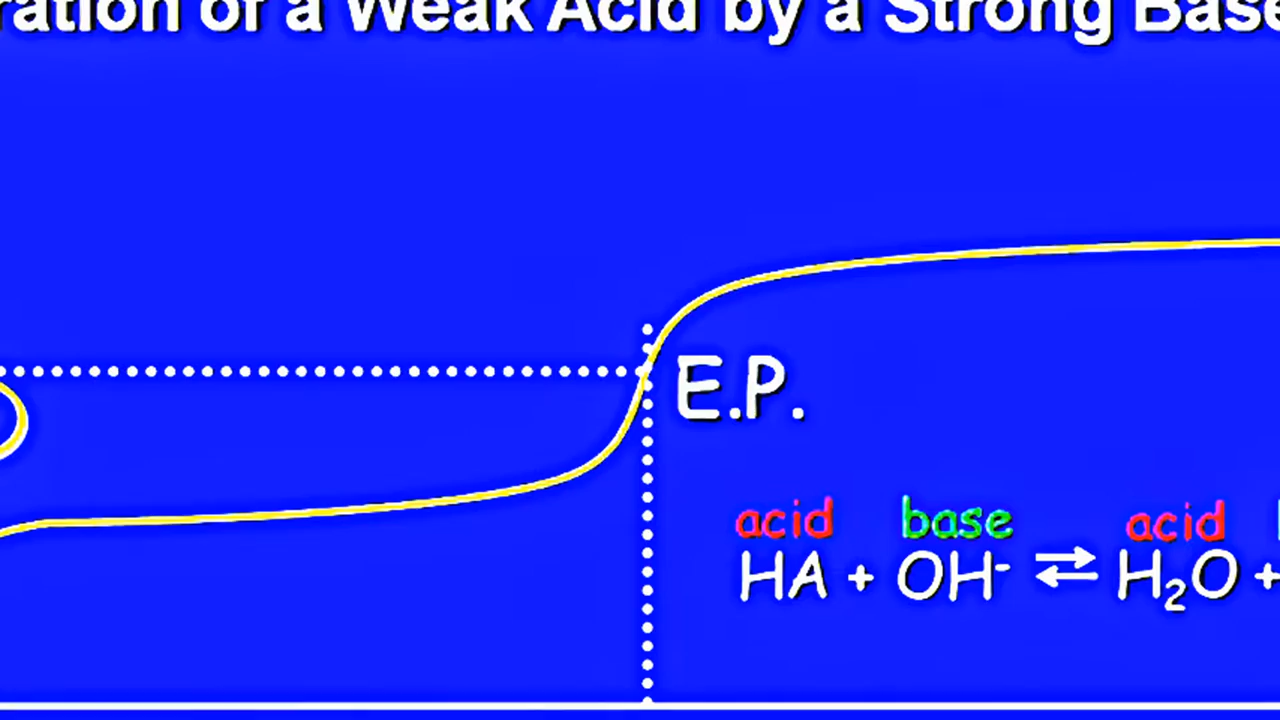 ration of a Weak Acid by a Strong Base
E.P.
acid base acid
HA + OH⁻ ⇄ H₂O +